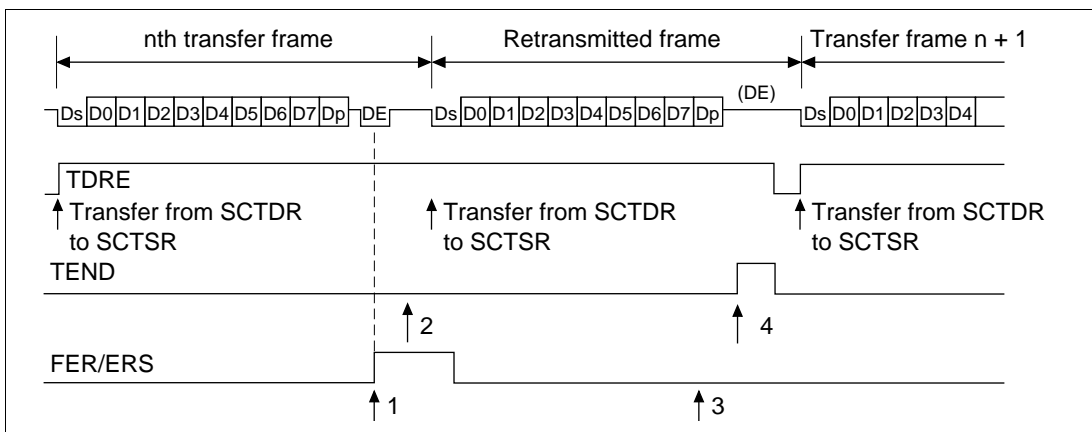 nth transfer frame
Retransmitted frame
Transfer frame n + 1
(DE)
Ds D0 D1 D2 D3 D4 D5 D6 D7 Dp DE
Ds D0 D1 D2 D3 D4 D5 D6 D7 Dp
Ds D0 D1 D2 D3 D4
TDRE
Transfer from SCTDR
to SCTSR
Transfer from SCTDR
to SCTSR
Transfer from SCTDR
to SCTSR
TEND
2
4
FER/ERS
1
3